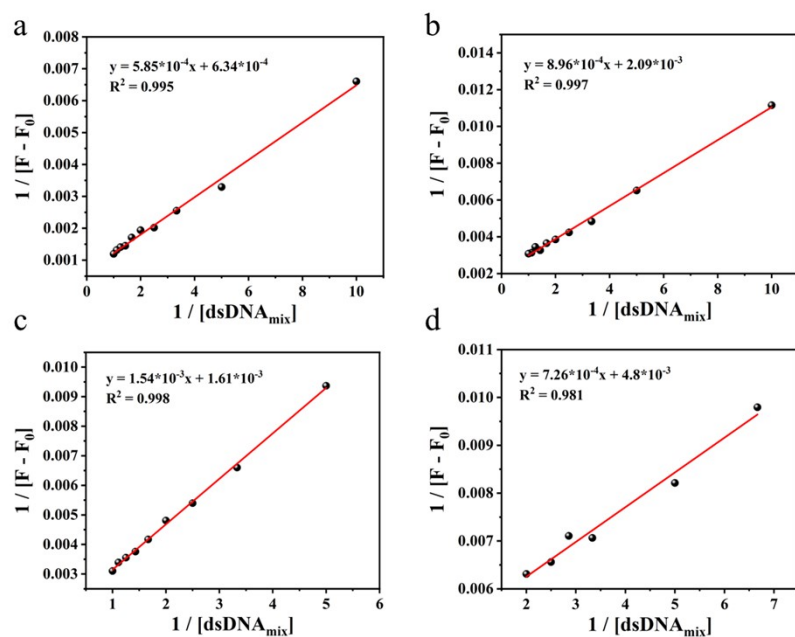 a
y = 5.85*10⁻⁴x + 6.34*10⁻⁴
R² = 0.995
0.008
0.007
0.006
0.005
0.004
0.003
0.002
0.001
1 / [F - F₀]
0
2
4
6
8
10
1 / [dsDNAₘᵢₓ]
b
y = 8.96*10⁻⁴x + 2.09*10⁻³
R² = 0.997
0.014
0.012
0.010
0.008
0.006
0.004
0.002
1 / [F - F₀]
0
2
4
6
8
10
1 / [dsDNAₘᵢₓ]
c
y = 1.54*10⁻³x + 1.61*10⁻³
R² = 0.998
0.010
0.009
0.008
0.007
0.006
0.005
0.004
0.003
1 / [F - F₀]
0
1
2
3
4
5
6
1 / [dsDNAₘᵢₓ]
d
y = 7.26*10⁻⁴x + 4.8*10⁻³
R² = 0.981
0.011
0.010
0.009
0.008
0.007
0.006
1 / [F - F₀]
2
3
4
5
6
7
1 / [dsDNAₘᵢₓ]